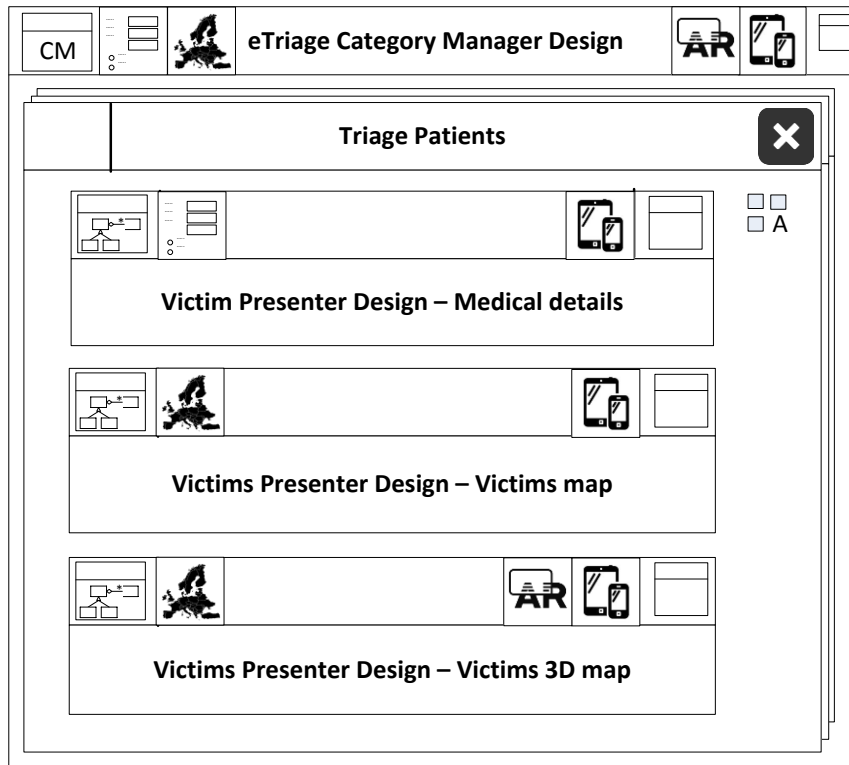 CM
eTriage Category Manager Design
AR
Triage Patients
A
*
Victim Presenter Design – Medical details
*
Victims Presenter Design – Victims map
*
AR
Victims Presenter Design – Victims 3D map